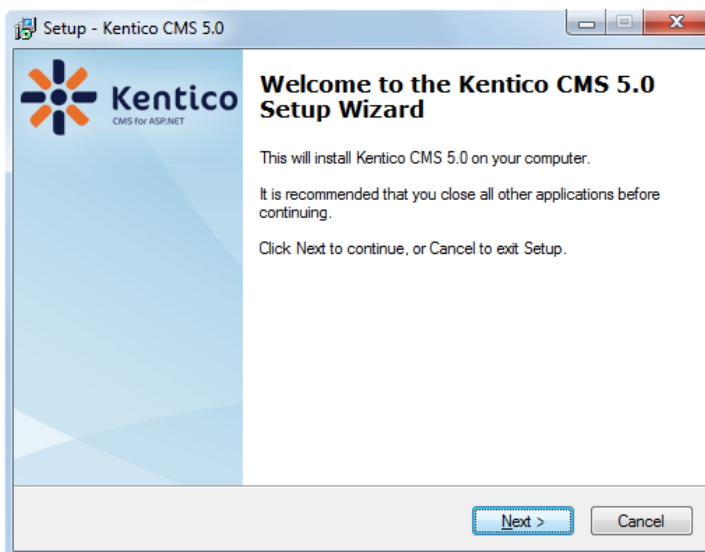 Setup - Kentico CMS 5.0
Kentico
CMS for ASP.NET
Welcome to the Kentico CMS 5.0
Setup Wizard
This will install Kentico CMS 5.0 on your computer.
It is recommended that you close all other applications before
continuing.
Click Next to continue, or Cancel to exit Setup.
Next >
Cancel